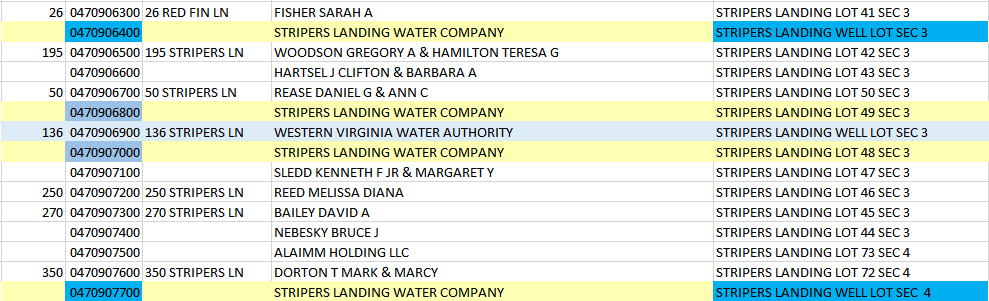 26 0470906300 26 RED FIN LN FISHER SARAH A STRIPERS LANDING LOT 41 SEC 3
0470906400 STRIPERS LANDING WATER COMPANY STRIPERS LANDING WELL LOT SEC 3
195 0470906500 195 STRIPERS LN WOODSON GREGORY A & HAMILTON TERESA G STRIPERS LANDING LOT 42 SEC 3
0470906600 HARTSEL J CLIFTON & BARBARA A STRIPERS LANDING LOT 43 SEC 3
50 0470906700 50 STRIPERS LN REASE DANIEL G & ANN C STRIPERS LANDING LOT 50 SEC 3
0470906800 STRIPERS LANDING WATER COMPANY STRIPERS LANDING LOT 49 SEC 3
136 0470906900 136 STRIPERS LN WESTERN VIRGINIA WATER AUTHORITY STRIPERS LANDING WELL LOT SEC 3
0470907000 STRIPERS LANDING WATER COMPANY STRIPERS LANDING LOT 48 SEC 3
0470907100 SLEDD KENNETH F JR & MARGARET Y STRIPERS LANDING LOT 47 SEC 3
250 0470907200 250 STRIPERS LN REED MELISSA DIANA STRIPERS LANDING LOT 46 SEC 3
270 0470907300 270 STRIPERS LN BAILEY DAVID A STRIPERS LANDING LOT 45 SEC 3
0470907400 NEBESKY BRUCE J STRIPERS LANDING LOT 44 SEC 3
0470907500 ALAIMM HOLDING LLC STRIPERS LANDING LOT 73 SEC 4
350 0470907600 350 STRIPERS LN DORTON T MARK & MARCY STRIPERS LANDING LOT 72 SEC 4
0470907700 STRIPERS LANDING WATER COMPANY STRIPERS LANDING WELL LOT SEC 4